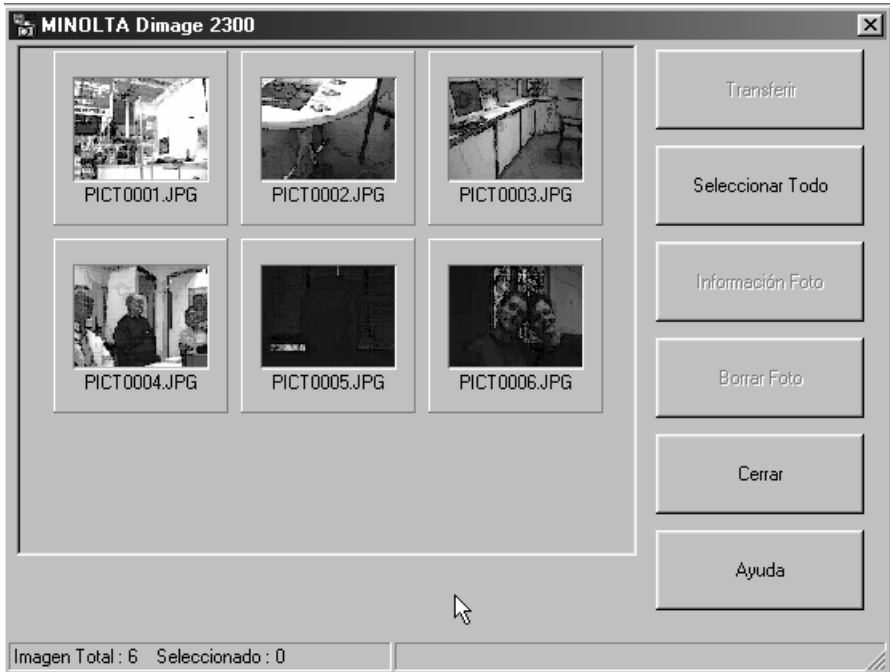 MINOLTA Dimage 2300
PICT0001.JPG
PICT0002.JPG
PICT0003.JPG
PICT0004.JPG
PICT0005.JPG
PICT0006.JPG
Transferir
Seleccionar Todo
Información Foto
Borrar Foto
Cerrar
Ayuda
Imagen Total : 6 Seleccionado : 0